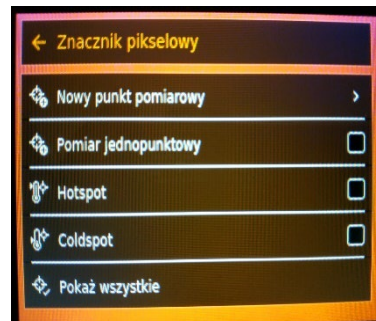 Znacznik pikselowy
Nowy punkt pomiarowy
Pomiar jednopunktowy
Hotspot
Coldspot
Pokaż wszystkie